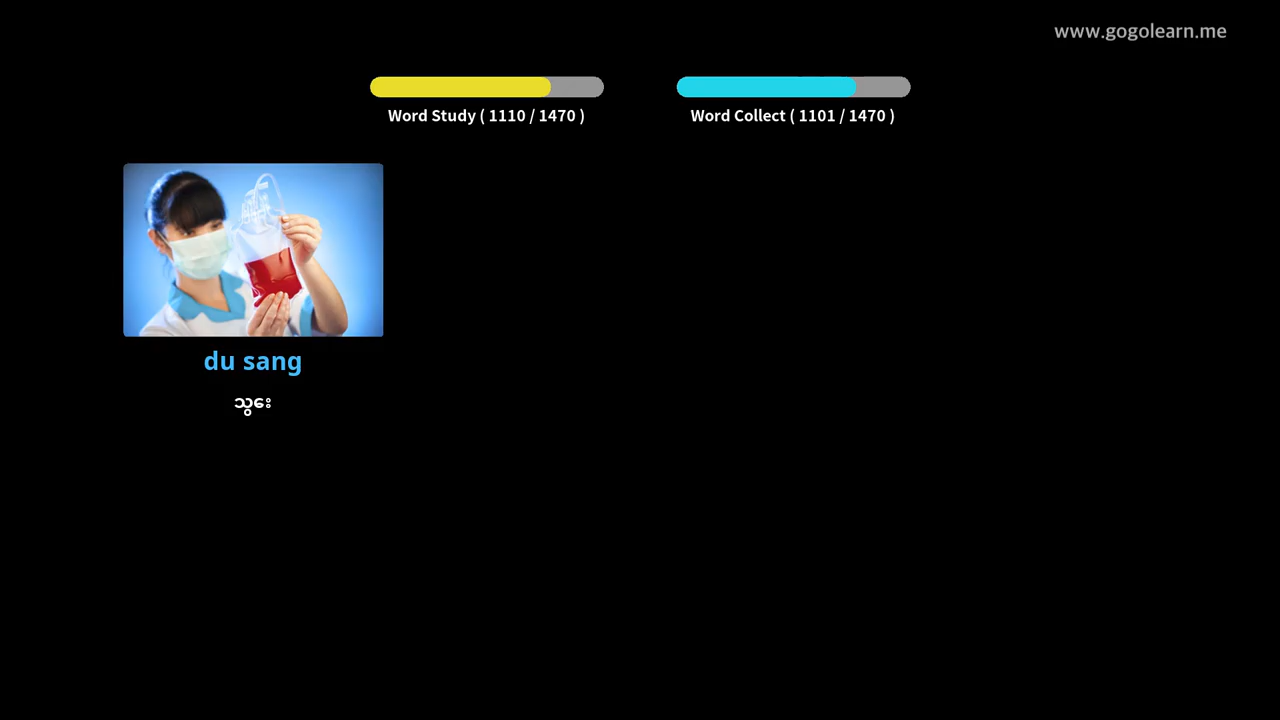 www.gogolearn.me
Word Study ( 1110 / 1470 )
Word Collect ( 1101 / 1470 )
du sang
သွေး